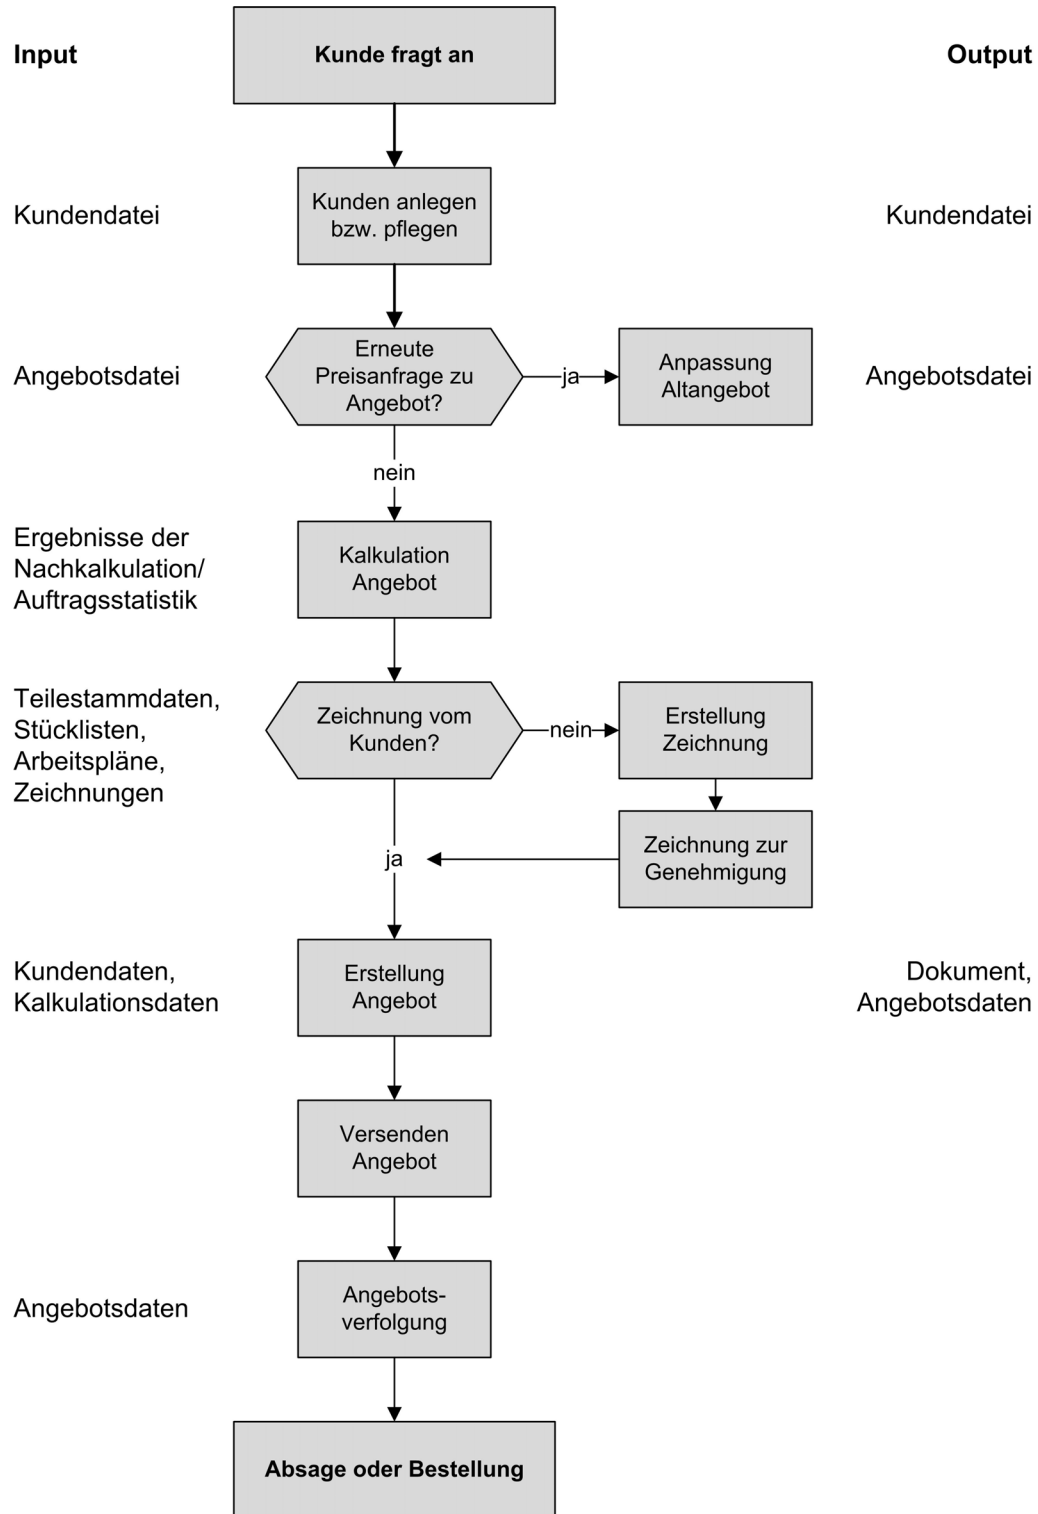 Input
Kunde fragt an
Output
Kundendatei
Kunden anlegen
bzw. pflegen
Kundendatei
Angebotsdatei
Erneute
Preisanfrage zu
Angebot?
ja
Anpassung
Altangebot
Angebotsdatei
nein
Ergebnisse der
Nachkalkulation/
Auftragsstatistik
Kalkulation
Angebot
Teilestammdaten,
Stücklisten,
Arbeitspläne,
Zeichnungen
Zeichnung vom
Kunden?
nein
Erstellung
Zeichnung
ja
Zeichnung zur
Genehmigung
Kundendaten,
Kalkulationsdaten
Erstellung
Angebot
Dokument,
Angebotsdaten
Versenden
Angebot
Angebotsdaten
Angebots-
verfolgung
Absage oder Bestellung